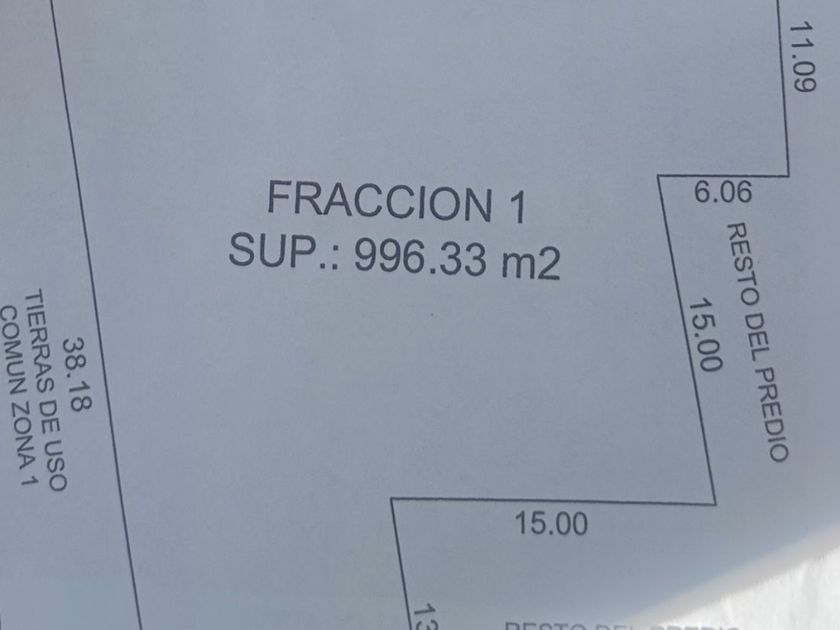 11.09
FRACCION 1
SUP.: 996.33 m2
6.06
RESTO DEL PREDIO
15.00
38.18
TIERRAS DE USO
COMUN ZONA 1
15.00
13